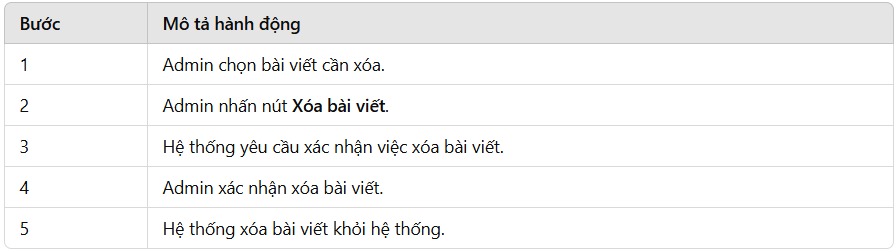 Bước Mô tả hành động
1 Admin chọn bài viết cần xóa.
2 Admin nhấn nút Xóa bài viết.
3 Hệ thống yêu cầu xác nhận việc xóa bài viết.
4 Admin xác nhận xóa bài viết.
5 Hệ thống xóa bài viết khỏi hệ thống.